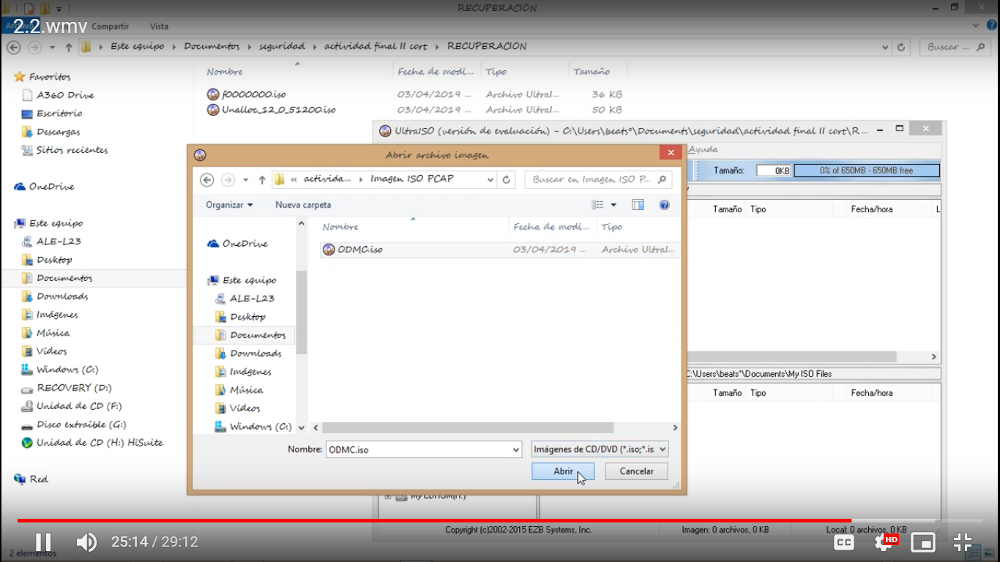 RECUPERACION
2.2.wmv
Compartir Vista
Este equipo Documentos seguridad actividad final II cort RECUPERACION
Buscar ...
Favoritos
A360 Drive
Escritorio
Descargas
Sitios recientes
OneDrive
Este equipo
ALE-L23
Desktop
Documentos
Downloads
Imágenes
Música
Vídeos
Windows (C:)
RECOVERY (D:)
Unidad de CD (F:)
Disco extraíble (G:)
Unidad de CD (H:) HiSuite
Red
2 elementos
Nombre Fecha de modi... Tipo Tamaño
f0000000.iso 03/04/2019 ... Archivo Ultral... 36 KB
Unalloc_12_0_51200.iso 03/04/2019 ... Archivo Ultral... 50 KB
UltraISO (versión de evaluación) - C:\Users\beats°\Documents\seguridad\actividad final II cort\R...
Ayuda
Tamaño: 0KB 0% of 650MB - 650MB free
Tamaño Tipo Fecha/hora L
C:\Users\beats°\Documents\My ISO Files
Tamaño Tipo Fecha/hora
My CDROM(H:)
Copyright (c)2002-2015 EZB Systems, Inc. Imagen: 0 archivos, 0 KB Local: 0 archivos, 0 KB
Abrir archivo imagen
« activida... Imagen ISO PCAP
Buscar en Imagen ISO P...
Organizar Nueva carpeta
OneDrive
Este equipo
ALE-L23
Desktop
Documentos
Downloads
Imágenes
Música
Vídeos
Windows (C:)
Nombre Fecha de modi... Tipo
ODMC.iso 03/04/2019 ... Archivo Ultral...
Nombre: ODMC.iso Imágenes de CD/DVD (*.iso;*.is
Abrir Cancelar
25:14 / 29:12
CC HD